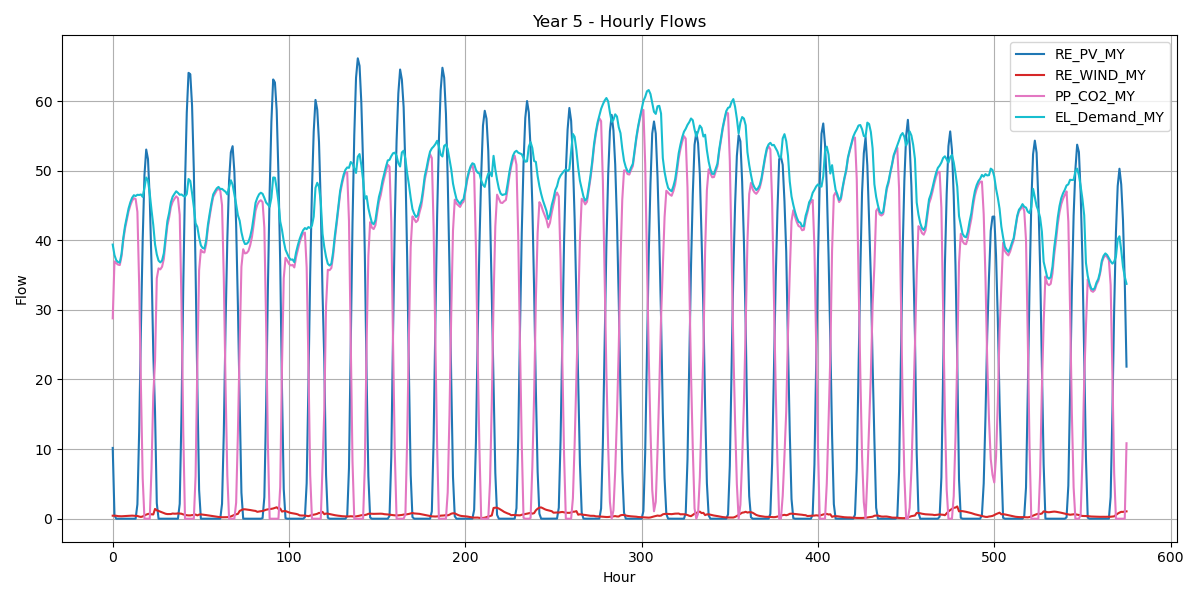 Year 5 - Hourly Flows
RE_PV_MY
RE_WIND_MY
PP_CO2_MY
EL_Demand_MY
Flow
60
50
40
30
20
10
0
0 100 200 300 400 500 600
Hour